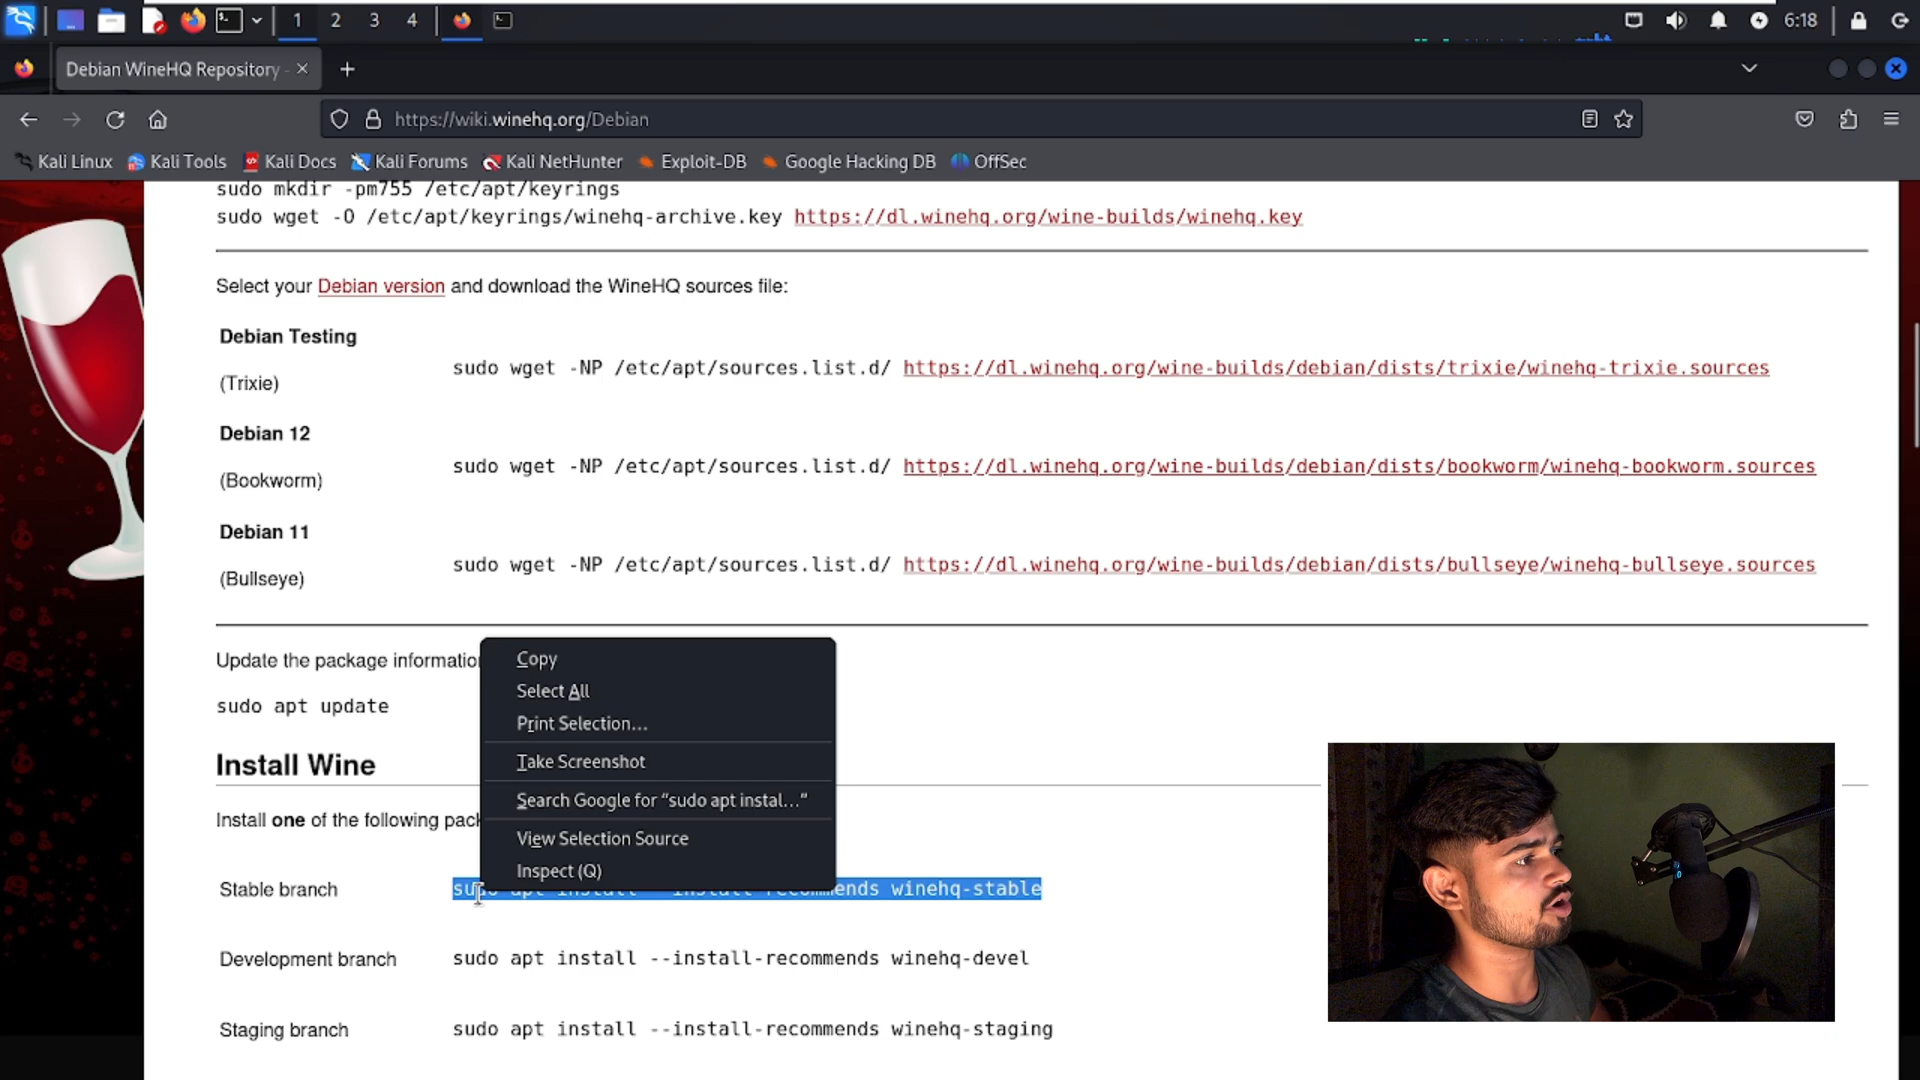 1 2 3 4 6:18
Debian WineHQ Repository -
https://wiki.winehq.org/Debian
Kali Linux Kali Tools Kali Docs Kali Forums Kali NetHunter Exploit-DB Google Hacking DB OffSec
sudo mkdir -pm755 /etc/apt/keyrings
sudo wget -O /etc/apt/keyrings/winehq-archive.key https://dl.winehq.org/wine-builds/winehq.key
Select your Debian version and download the WineHQ sources file:
Debian Testing
(Trixie)
sudo wget -NP /etc/apt/sources.list.d/ https://dl.winehq.org/wine-builds/debian/dists/trixie/winehq-trixie.sources
Debian 12
(Bookworm)
sudo wget -NP /etc/apt/sources.list.d/ https://dl.winehq.org/wine-builds/debian/dists/bookworm/winehq-bookworm.sources
Debian 11
(Bullseye)
sudo wget -NP /etc/apt/sources.list.d/ https://dl.winehq.org/wine-builds/debian/dists/bullseye/winehq-bullseye.sources
Update the package informatio
sudo apt update
Copy
Select All
Print Selection...
Take Screenshot
Search Google for “sudo apt instal...”
View Selection Source
Inspect (Q)
Install Wine
Install one of the following pac
Stable branch sudo apt install --install-recommends winehq-stable
Development branch sudo apt install --install-recommends winehq-devel
Staging branch sudo apt install --install-recommends winehq-staging